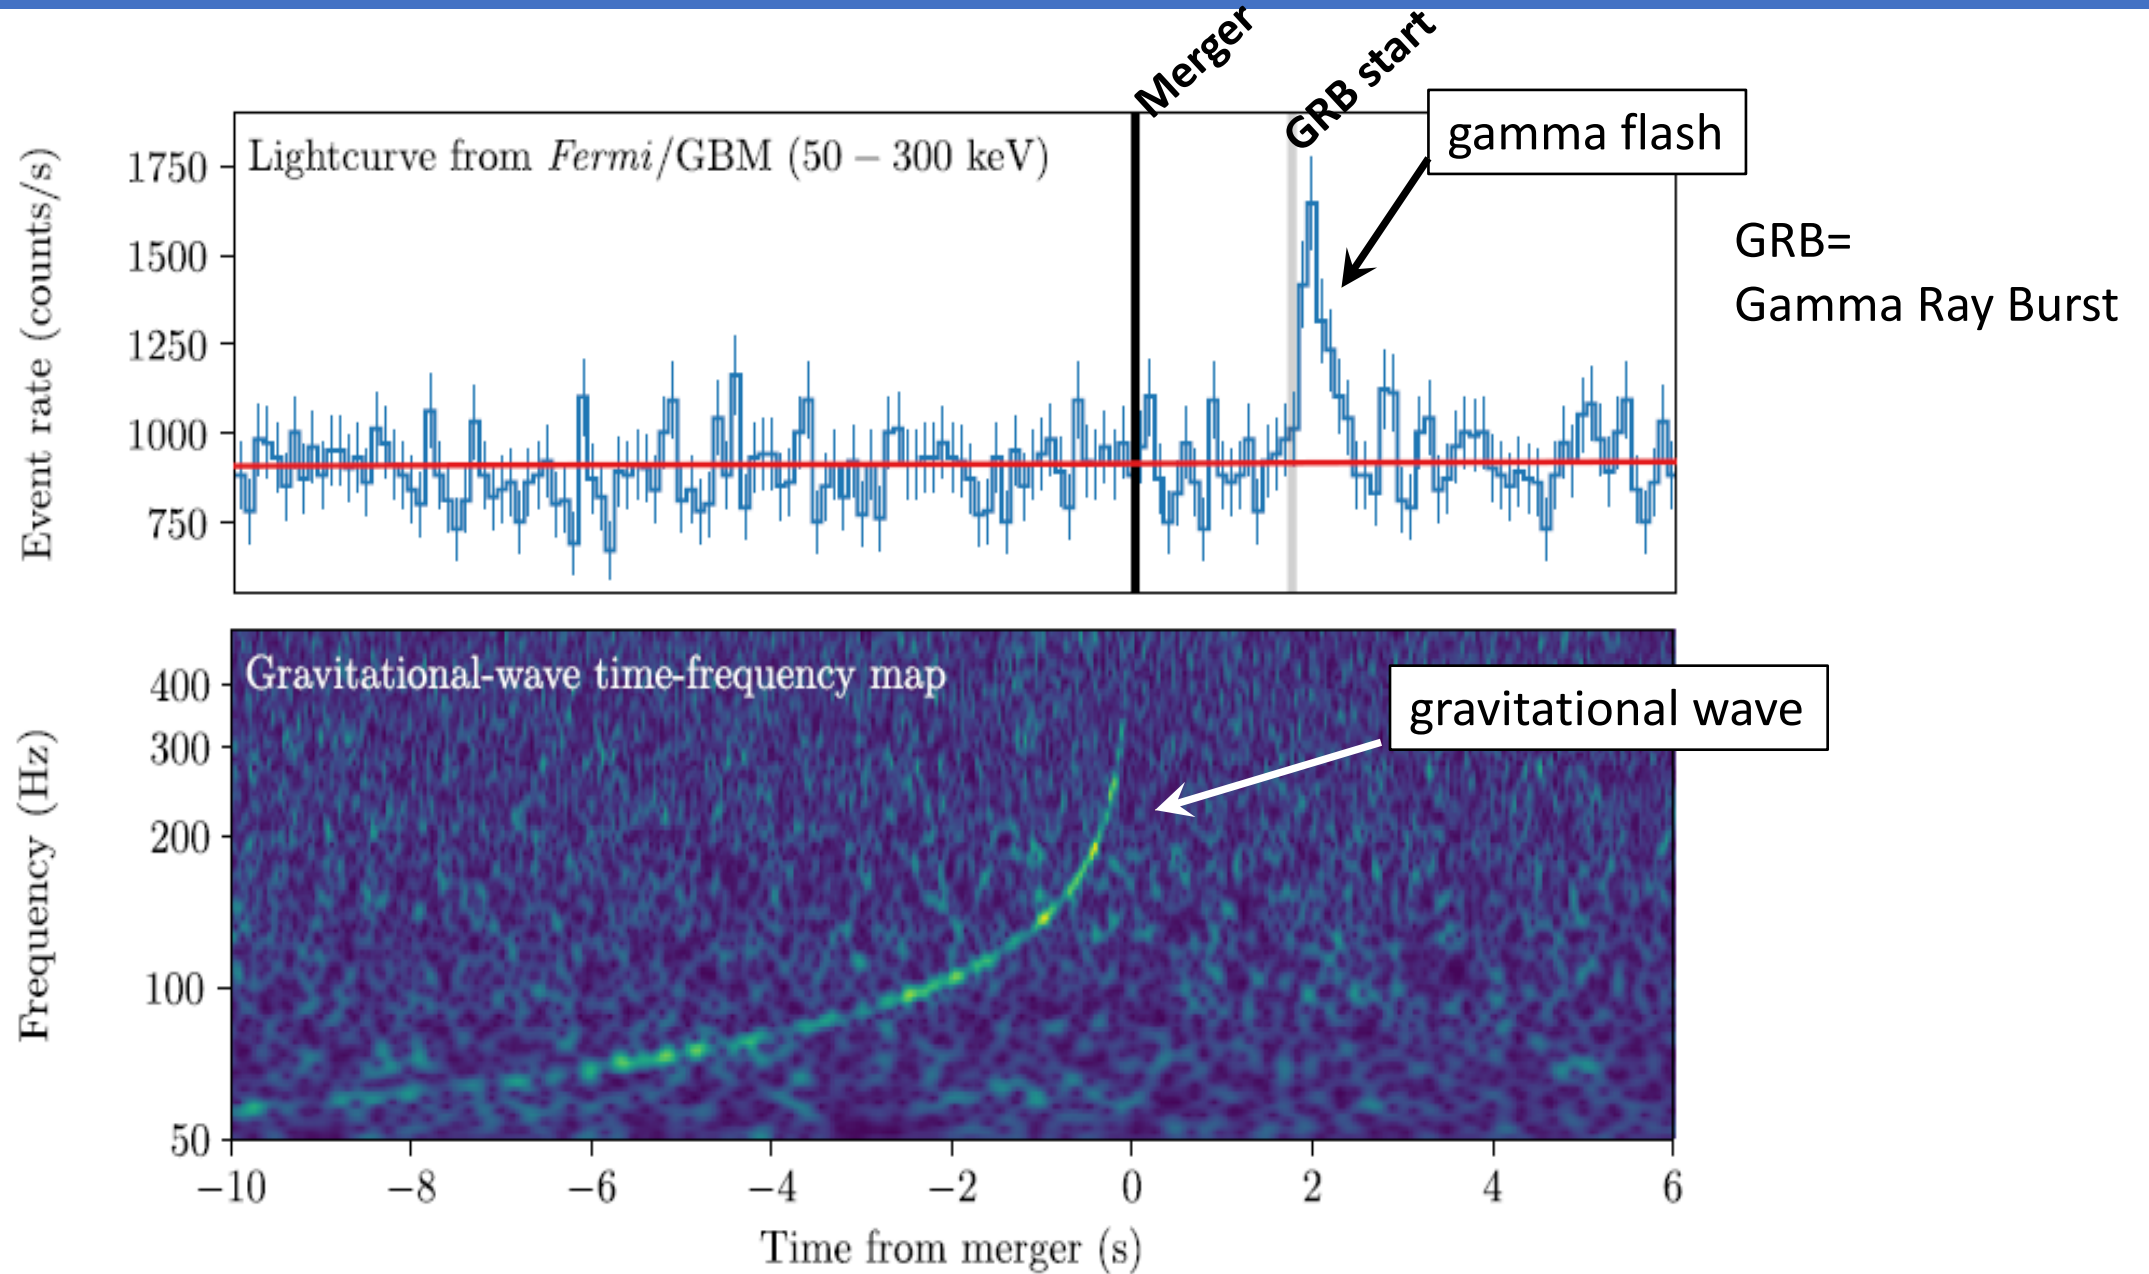 Merger
GRB start
gamma flash
Lightcurve from Fermi/GBM (50 – 300 keV)
Event rate (counts/s)
1750
1500
1250
1000
750
GRB=
Gamma Ray Burst
Gravitational-wave time-frequency map
gravitational wave
Frequency (Hz)
400
300
200
100
50
−10 −8 −6 −4 −2 0 2 4 6
Time from merger (s)